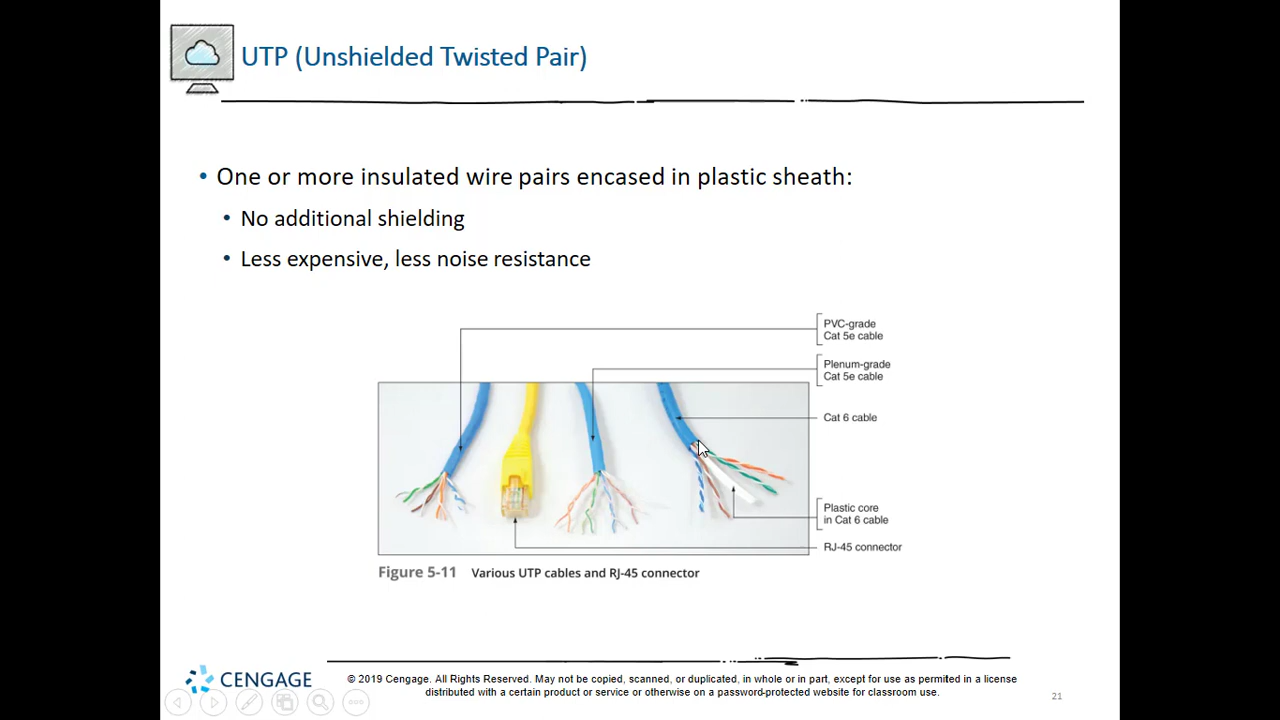 UTP (Unshielded Twisted Pair)
• One or more insulated wire pairs encased in plastic sheath:
• No additional shielding
• Less expensive, less noise resistance
PVC-grade
Cat 5e cable
Plenum-grade
Cat 5e cable
Cat 6 cable
Plastic core
in Cat 6 cable
RJ-45 connector
Figure 5-11 Various UTP cables and RJ-45 connector
CENGAGE
© 2019 Cengage. All Rights Reserved. May not be copied, scanned, or duplicated, in whole or in part, except for use as permitted in a license
distributed with a certain product or service or otherwise on a password-protected website for classroom use.
21